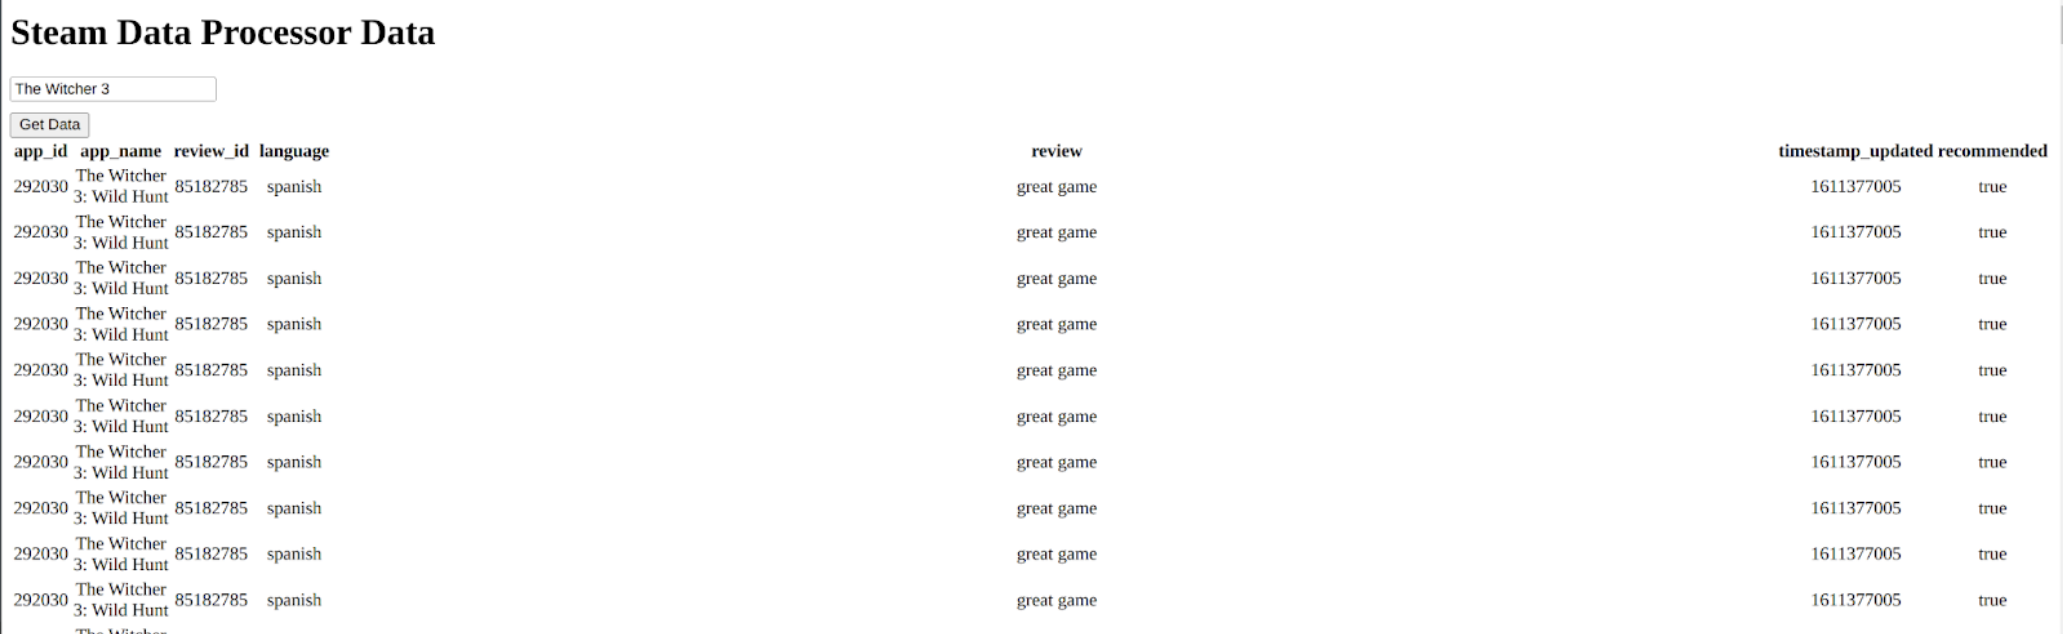 Steam Data Processor Data
The Witcher 3
Get Data
app_id app_name review_id language review timestamp_updated recommended
292030 The Witcher 3: Wild Hunt 85182785 spanish great game 1611377005 true
292030 The Witcher 3: Wild Hunt 85182785 spanish great game 1611377005 true
292030 The Witcher 3: Wild Hunt 85182785 spanish great game 1611377005 true
292030 The Witcher 3: Wild Hunt 85182785 spanish great game 1611377005 true
292030 The Witcher 3: Wild Hunt 85182785 spanish great game 1611377005 true
292030 The Witcher 3: Wild Hunt 85182785 spanish great game 1611377005 true
292030 The Witcher 3: Wild Hunt 85182785 spanish great game 1611377005 true
292030 The Witcher 3: Wild Hunt 85182785 spanish great game 1611377005 true
292030 The Witcher 3: Wild Hunt 85182785 spanish great game 1611377005 true
292030 The Witcher 3: Wild Hunt 85182785 spanish great game 1611377005 true
The Witcher